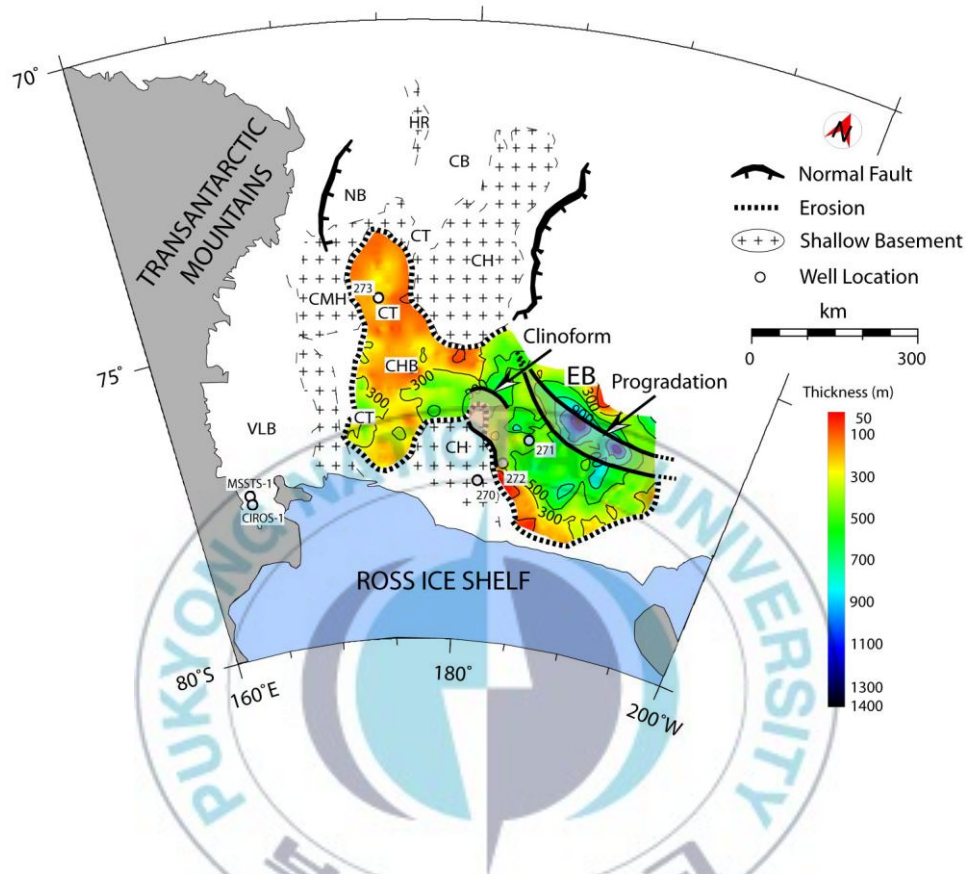 70°
75°
80°S
160°E
180°
200°W
TRANSANTARCTIC
MOUNTAINS
HR
CB
NB
CT
CH
CMH
273
CT
CHB
300
300
CT
VLB
CH
MSSTS-1
CIROS-1
270
272
271
500
300
EB
500
900
Clinoform
Progradation
ROSS ICE SHELF
N
Normal Fault
Erosion
Shallow Basement
Well Location
km
0 300
Thickness (m)
50
100
300
500
700
900
1100
1300
1400
PUKYONG NATIONAL UNIVERSITY